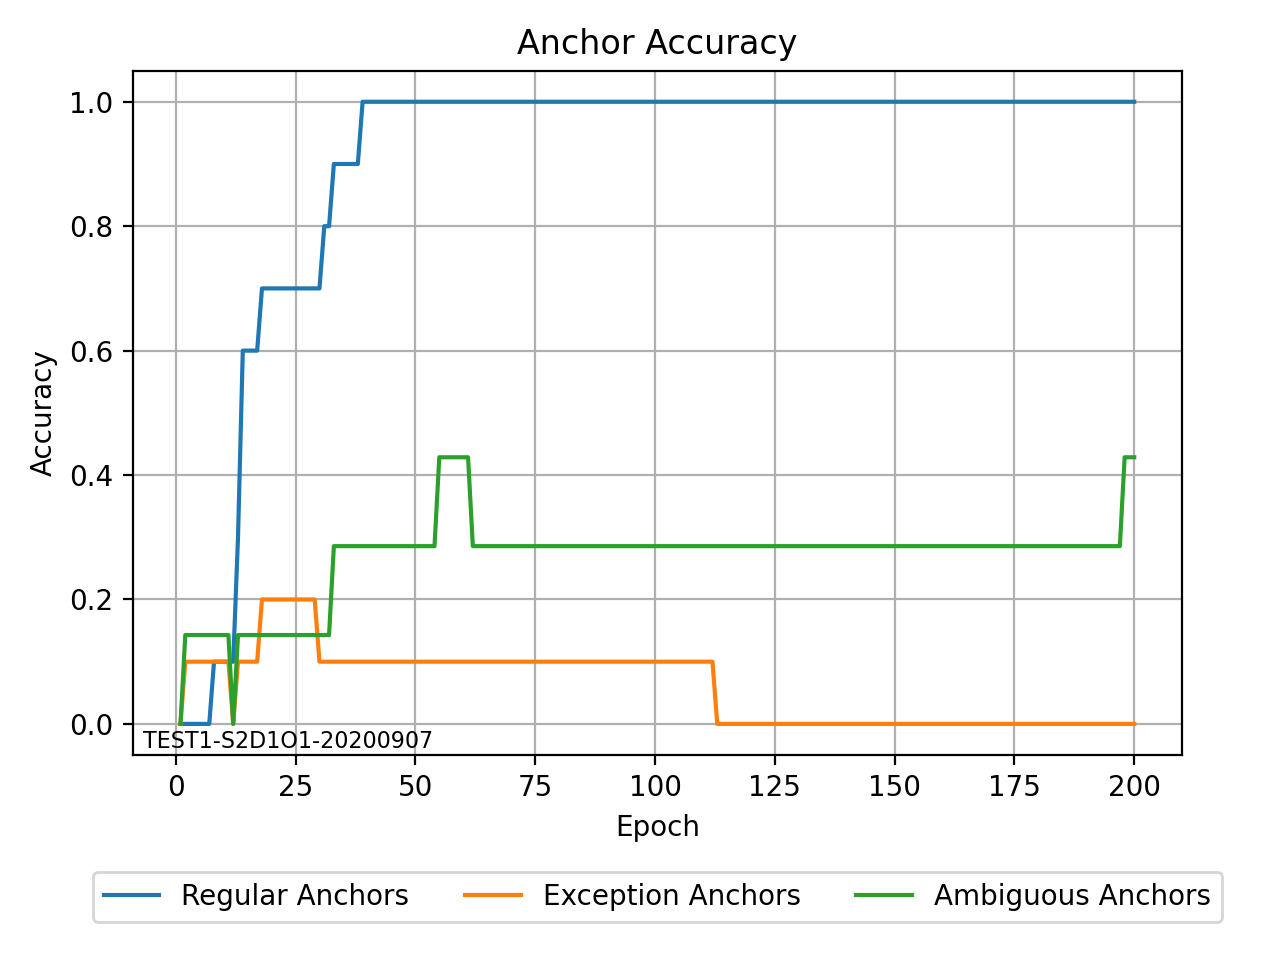 Anchor Accuracy
1.0
0.8
0.6
0.4
0.2
0.0
Accuracy
TEST1-S2D1O1-20200907
0 25 50 75 100 125 150 175 200
Epoch
Regular Anchors Exception Anchors Ambiguous Anchors